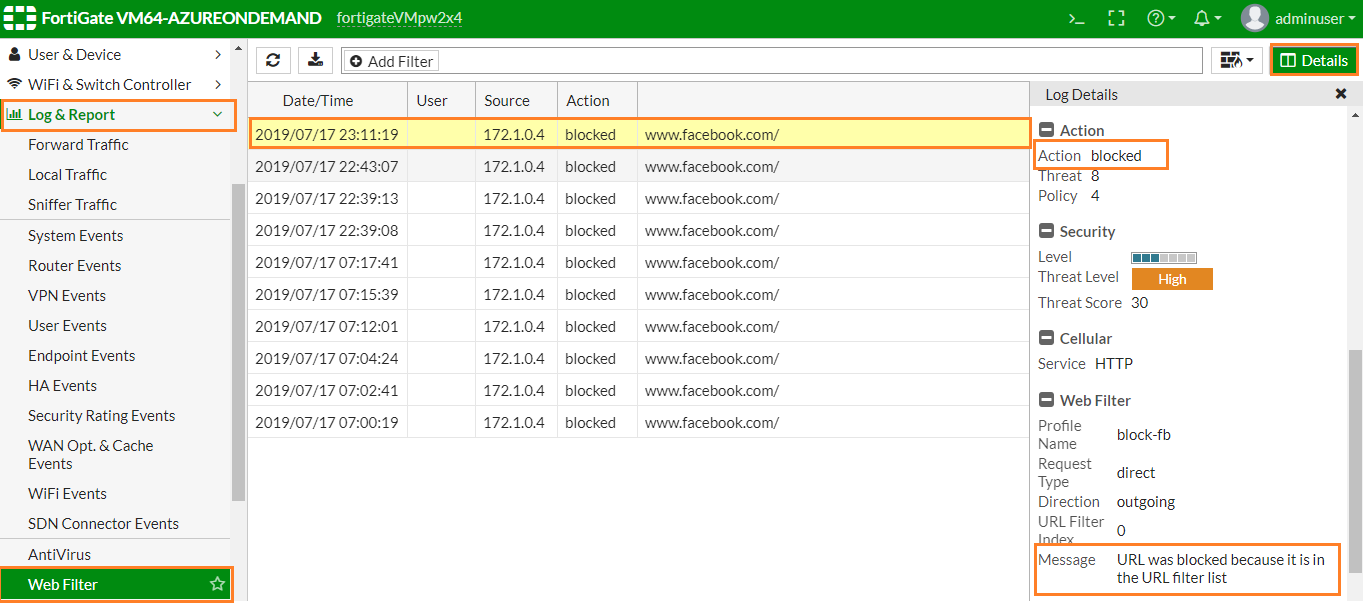 FortiGate VM64-AZUREONDEMAND fortigateVMpw2x4 adminuser
User & Device
WiFi & Switch Controller
Log & Report
Forward Traffic
Local Traffic
Sniffer Traffic
System Events
Router Events
VPN Events
User Events
Endpoint Events
HA Events
Security Rating Events
WAN Opt. & Cache
Events
WiFi Events
SDN Connector Events
AntiVirus
Web Filter
Add Filter
Details
Date/Time User Source Action
2019/07/17 23:11:19 172.1.0.4 blocked www.facebook.com/
2019/07/17 22:43:07 172.1.0.4 blocked www.facebook.com/
2019/07/17 22:39:13 172.1.0.4 blocked www.facebook.com/
2019/07/17 22:39:08 172.1.0.4 blocked www.facebook.com/
2019/07/17 07:17:41 172.1.0.4 blocked www.facebook.com/
2019/07/17 07:15:39 172.1.0.4 blocked www.facebook.com/
2019/07/17 07:12:01 172.1.0.4 blocked www.facebook.com/
2019/07/17 07:04:24 172.1.0.4 blocked www.facebook.com/
2019/07/17 07:02:41 172.1.0.4 blocked www.facebook.com/
2019/07/17 07:00:19 172.1.0.4 blocked www.facebook.com/
Log Details
Action
Action blocked
Threat 8
Policy 4
Security
Level
Threat Level High
Threat Score 30
Cellular
Service HTTP
Web Filter
Profile
Name block-fb
Request
Type direct
Direction outgoing
URL Filter
Index 0
Message URL was blocked because it is in
the URL filter list